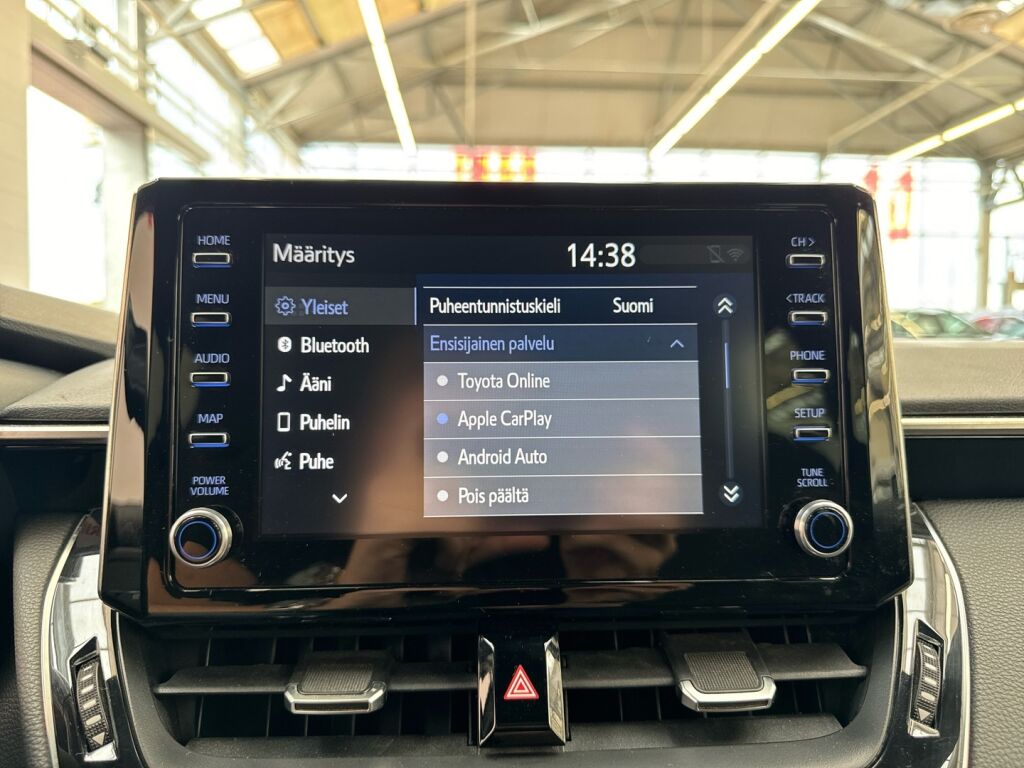 HOME
MENU
AUDIO
MAP
POWER
VOLUME
Määritys
14:38
Yleiset
Bluetooth
Ääni
Puhelin
Puhe
Puheentunnistuskieli Suomi
Ensisijainen palvelu
Toyota Online
Apple CarPlay
Android Auto
Pois päältä
CH >
< TRACK
PHONE
SETUP
TUNE
SCROLL